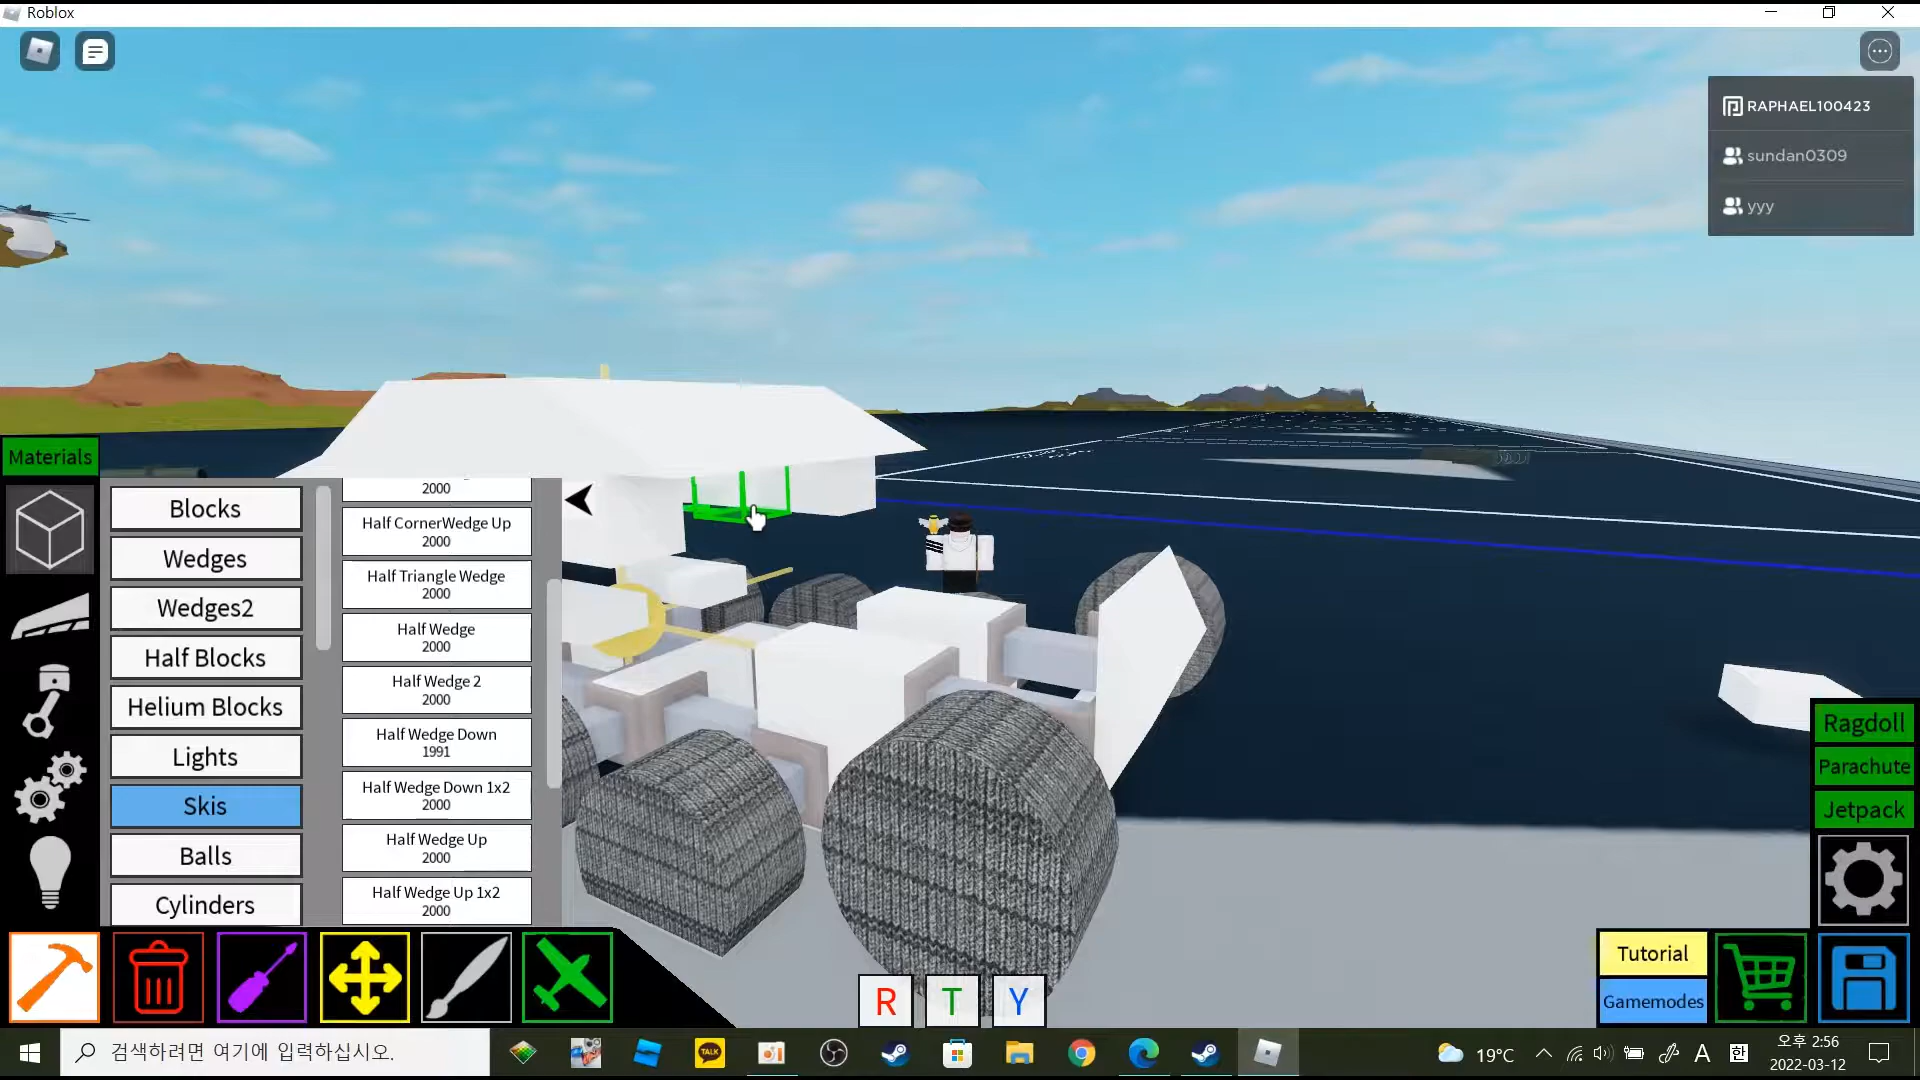 Roblox
RAPHAEL100423
sundan0309
yyy
Materials
Blocks
Wedges
Wedges2
Half Blocks
Helium Blocks
Lights
Skis
Balls
Cylinders
2000
Half CornerWedge Up
2000
Half Triangle Wedge
2000
Half Wedge
2000
Half Wedge 2
2000
Half Wedge Down
1991
Half Wedge Down 1x2
2000
Half Wedge Up
2000
Half Wedge Up 1x2
2000
Ragdoll
Parachute
Jetpack
Tutorial
Gamemodes
R T Y
검색하려면 여기에 입력하십시오.
TALK
19°C
A
한
오후 2:56
2022-03-12